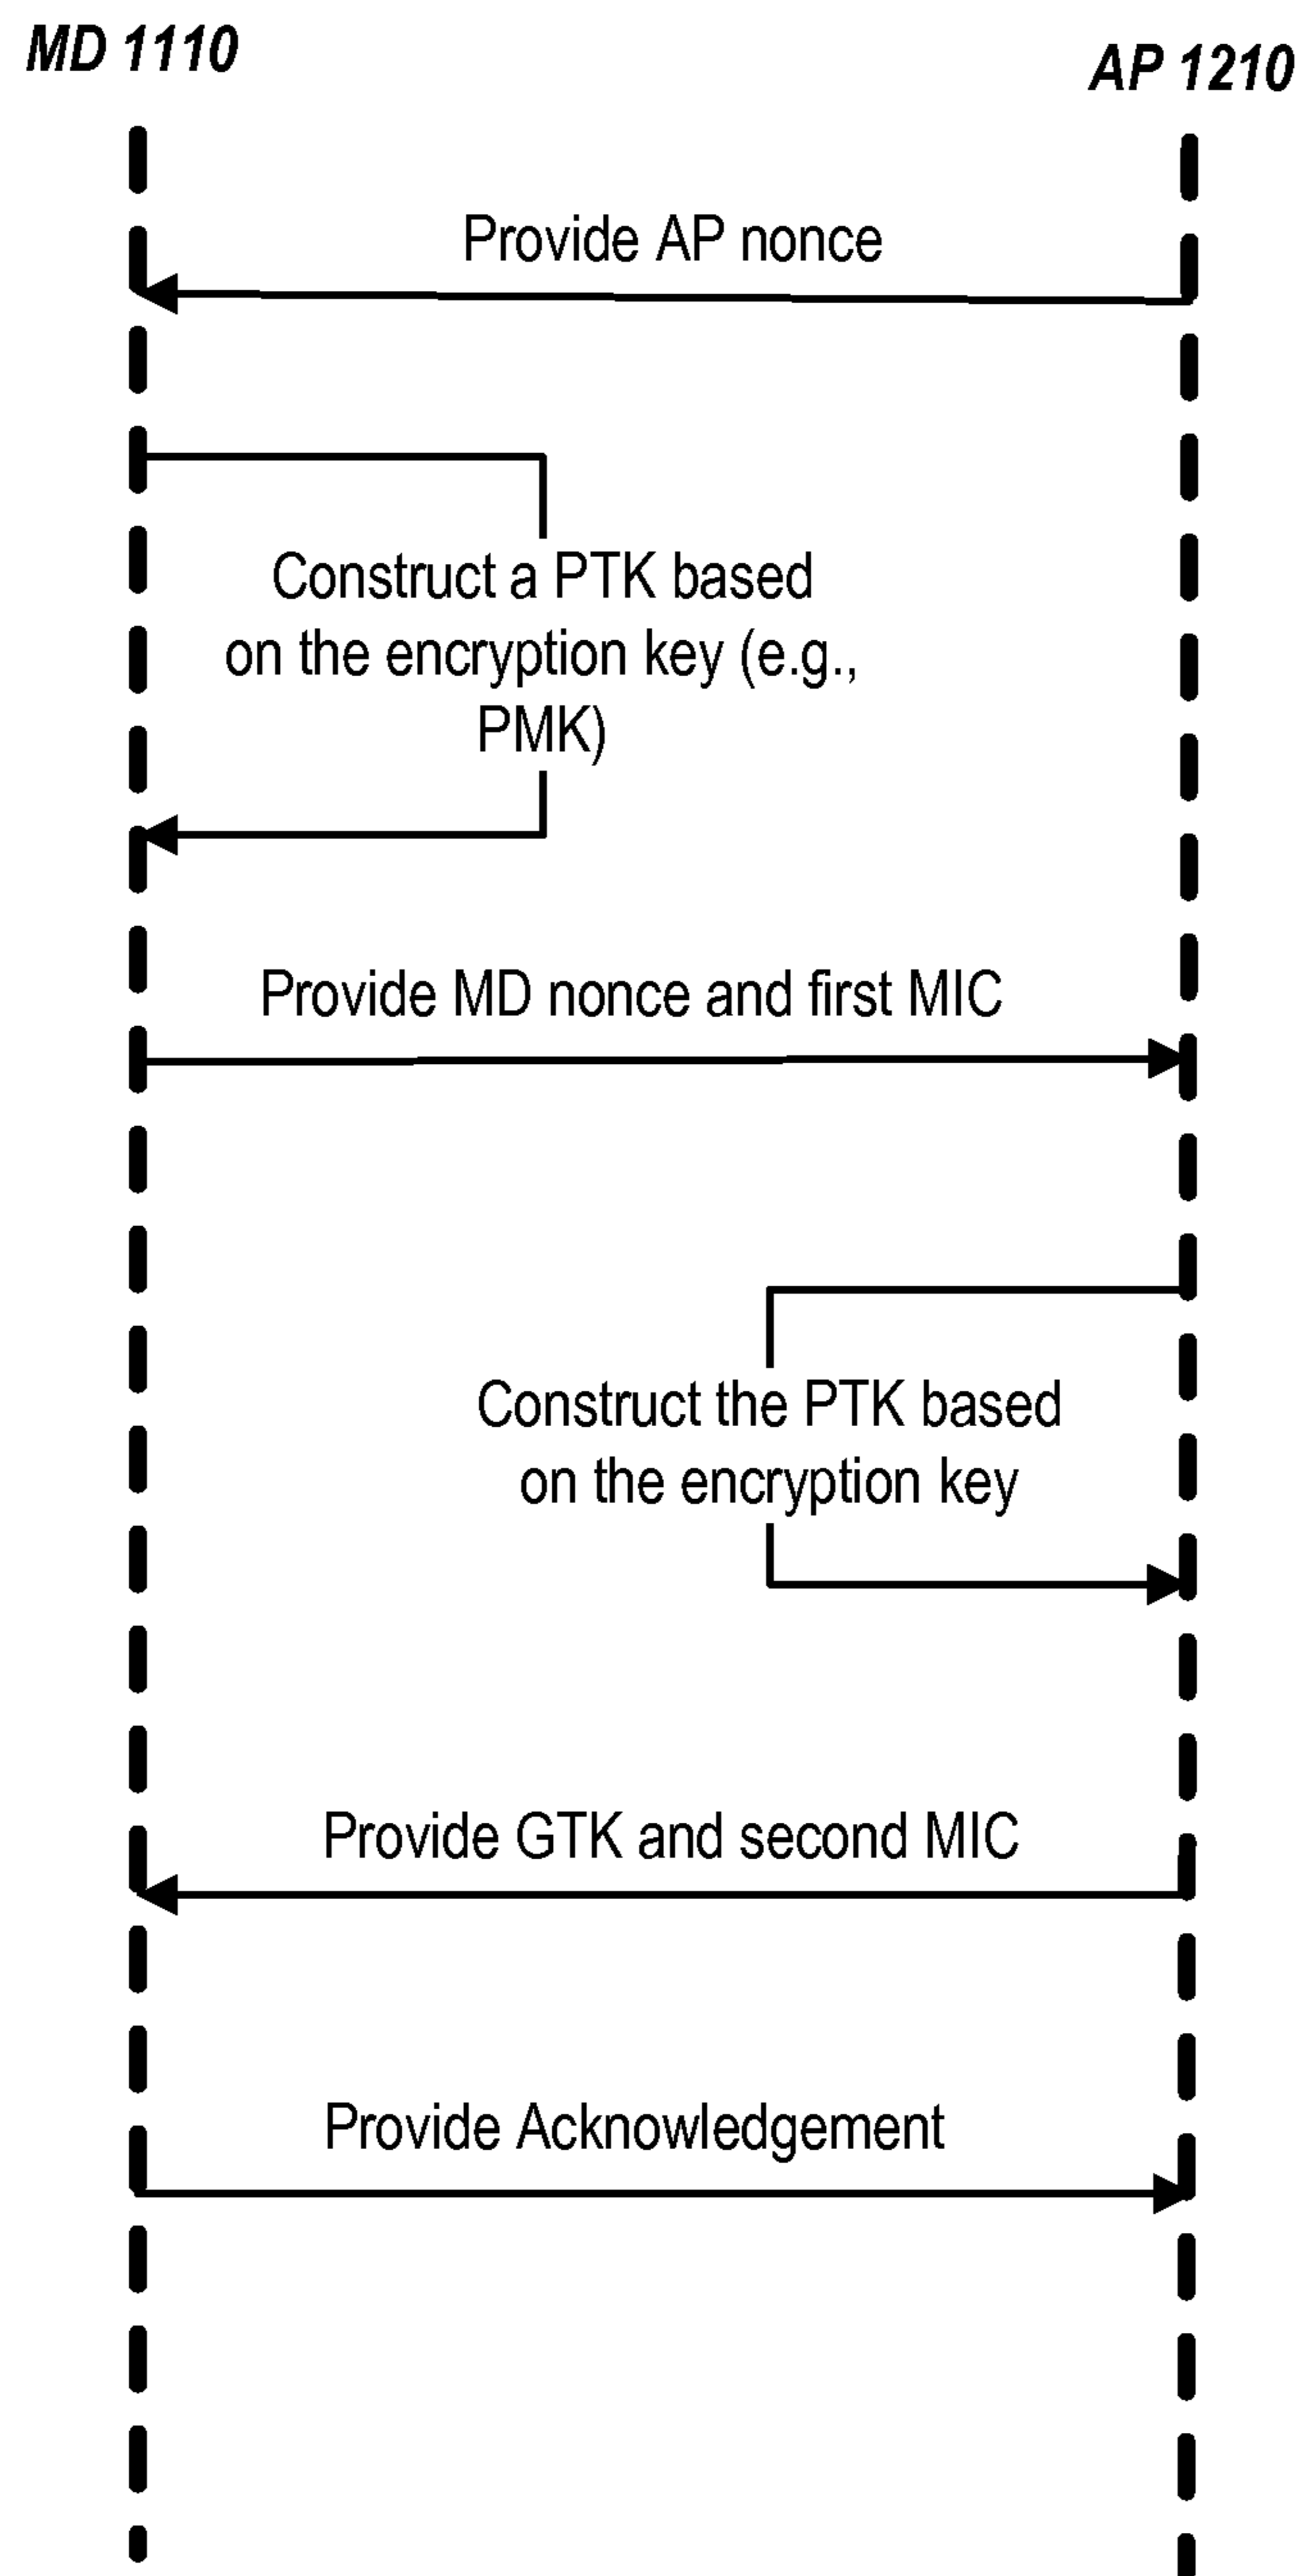 MD 1110
AP 1210
Provide AP nonce
Construct a PTK based
on the encryption key (e.g.,
PMK)
Provide MD nonce and first MIC
Construct the PTK based
on the encryption key
Provide GTK and second MIC
Provide Acknowledgement